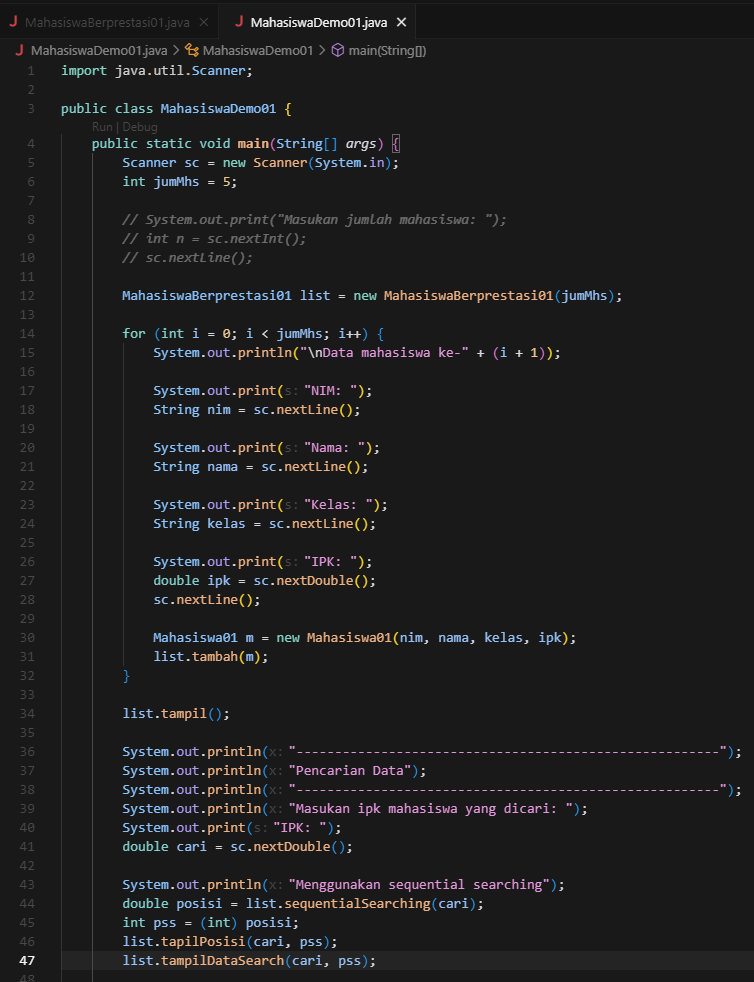 MahasiswaBerprestasi01.java MahasiswaDemo01.java
MahasiswaDemo01.java > MahasiswaDemo01 > main(String[])
1 import java.util.Scanner;
2
3 public class MahasiswaDemo01 {
Run | Debug
4 public static void main(String[] args) {
5 Scanner sc = new Scanner(System.in);
6 int jumMhs = 5;
7
8 // System.out.print("Masukan jumlah mahasiswa: ");
9 // int n = sc.nextInt();
10 // sc.nextLine();
11
12 MahasiswaBerprestasi01 list = new MahasiswaBerprestasi01(jumMhs);
13
14 for (int i = 0; i < jumMhs; i++) {
15 System.out.println("\nData mahasiswa ke-" + (i + 1));
16
17 System.out.print(s: "NIM: ");
18 String nim = sc.nextLine();
19
20 System.out.print(s: "Nama: ");
21 String nama = sc.nextLine();
22
23 System.out.print(s: "Kelas: ");
24 String kelas = sc.nextLine();
25
26 System.out.print(s: "IPK: ");
27 double ipk = sc.nextDouble();
28 sc.nextLine();
29
30 Mahasiswa01 m = new Mahasiswa01(nim, nama, kelas, ipk);
31 list.tambah(m);
32 }
33
34 list.tampil();
35
36 System.out.println(x: "-------------------------------------------------------");
37 System.out.println(x: "Pencarian Data");
38 System.out.println(x: "-------------------------------------------------------");
39 System.out.println(x: "Masukan ipk mahasiswa yang dicari: ");
40 System.out.print(s: "IPK: ");
41 double cari = sc.nextDouble();
42
43 System.out.println(x: "Menggunakan sequential searching");
44 double posisi = list.sequentialSearching(cari);
45 int pss = (int) posisi;
46 list.tapilPosisi(cari, pss);
47 list.tampilDataSearch(cari, pss);
48